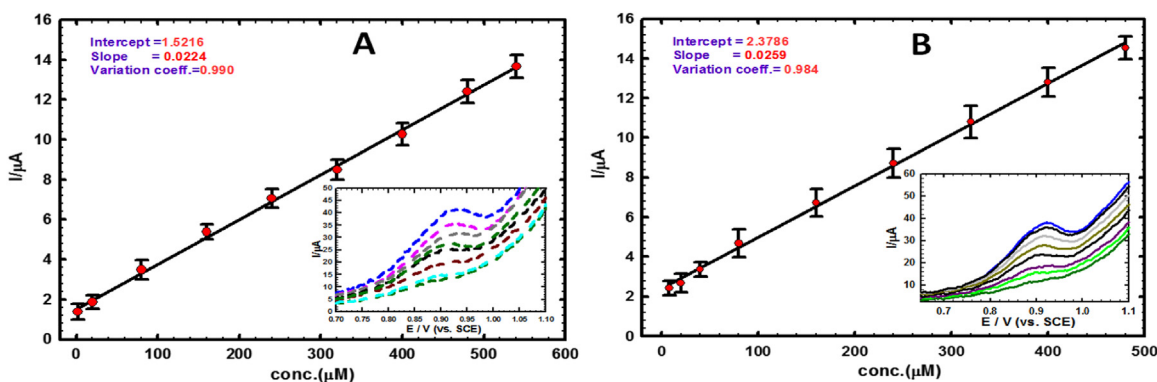 A
Intercept =1.5216
Slope = 0.0224
Variation coeff.=0.990
I/μA
16
14
12
10
8
6
4
2
0
0 100 200 300 400 500 600
conc.(μM)
I/μA
50
45
40
35
30
25
20
15
10
5
0
0.70 0.75 0.80 0.85 0.90 0.95 1.00 1.05 1.10
E / V (vs. SCE)
B
Intercept = 2.3786
Slope = 0.0259
Variation coeff.= 0.984
I/μA
16
14
12
10
8
6
4
2
0
0 100 200 300 400 500
conc.(μM)
I/μA
60
50
40
30
20
10
0.7 0.8 0.9 1.0 1.1
E / V (vs. SCE)